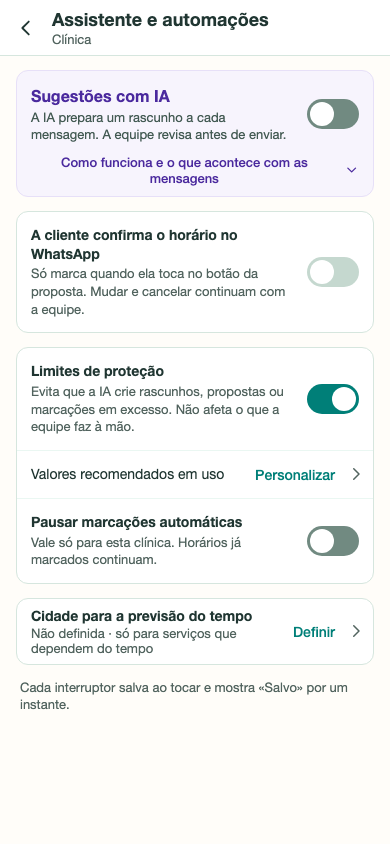 Assistente e automações
Clínica
Sugestões com IA
A IA prepara um rascunho a cada
mensagem. A equipe revisa antes de enviar.
Como funciona e o que acontece com as
mensagens
A cliente confirma o horário no
WhatsApp
Só marca quando ela toca no botão da
proposta. Mudar e cancelar continuam com
a equipe.
Limites de proteção
Evita que a IA crie rascunhos, propostas ou
marcações em excesso. Não afeta o que a
equipe faz à mão.
Valores recomendados em uso
Personalizar
Pausar marcações automáticas
Vale só para esta clínica. Horários já
marcados continuam.
Cidade para a previsão do tempo
Não definida · só para serviços que
dependem do tempo
Definir
Cada interruptor salva ao tocar e mostra «Salvo» por um
instante.